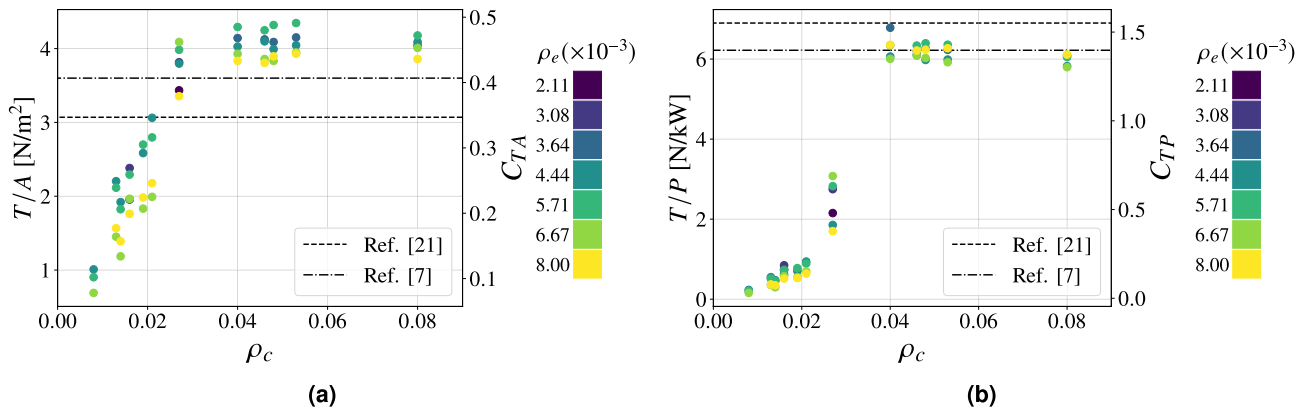 4
3
2
1
0.00
0.02
0.04
0.06
0.08
T/A [N/m²]
ρc
0.5
0.4
0.3
0.2
0.1
C_TA
Ref. [21]
Ref. [7]
ρe(×10⁻³)
2.11
3.08
3.64
4.44
5.71
6.67
8.00
(a)
6
4
2
0
0.00
0.02
0.04
0.06
0.08
T/P [N/kW]
ρc
1.5
1.0
0.5
0.0
C_TP
Ref. [21]
Ref. [7]
ρe(×10⁻³)
2.11
3.08
3.64
4.44
5.71
6.67
8.00
(b)